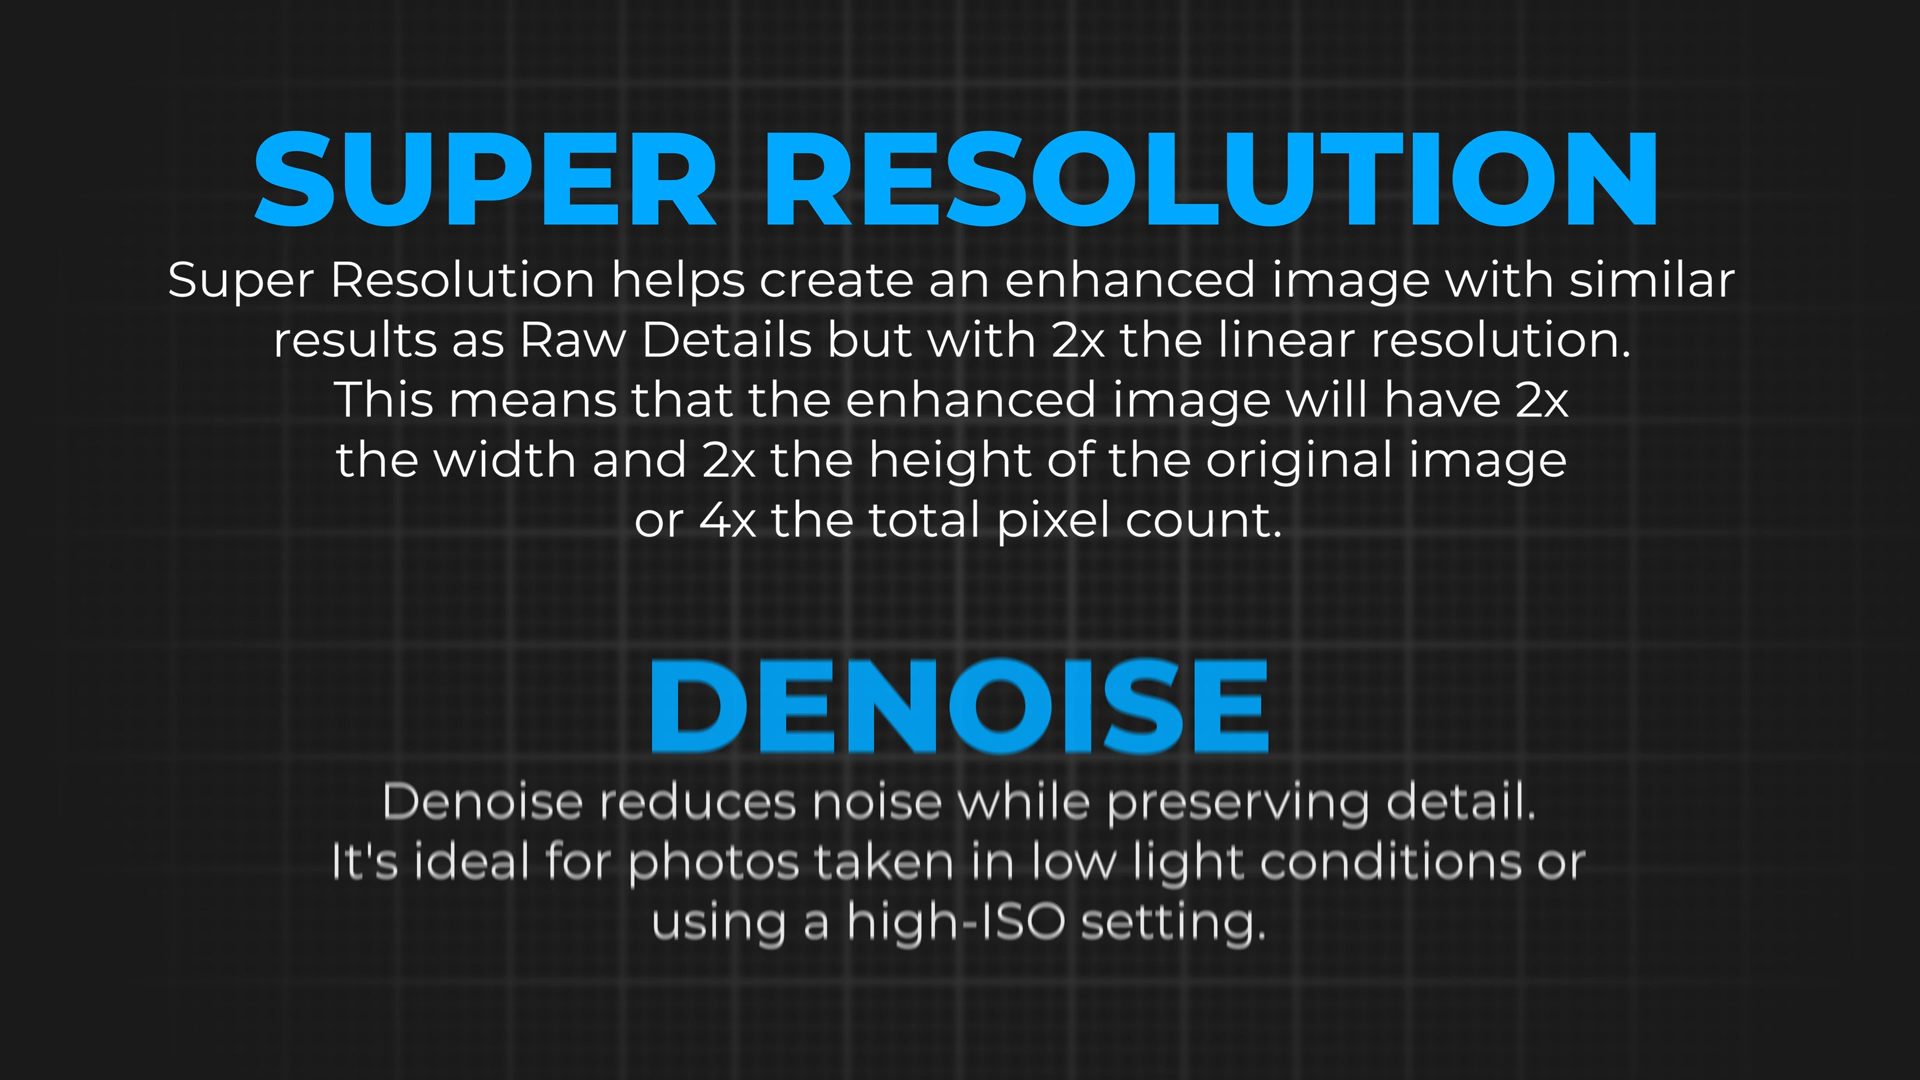 SUPER RESOLUTION
Super Resolution helps create an enhanced image with similar
results as Raw Details but with 2x the linear resolution.
This means that the enhanced image will have 2x
the width and 2x the height of the original image
or 4x the total pixel count.
DENOISE
Denoise reduces noise while preserving detail.
It's ideal for photos taken in low light conditions or
using a high-ISO setting.